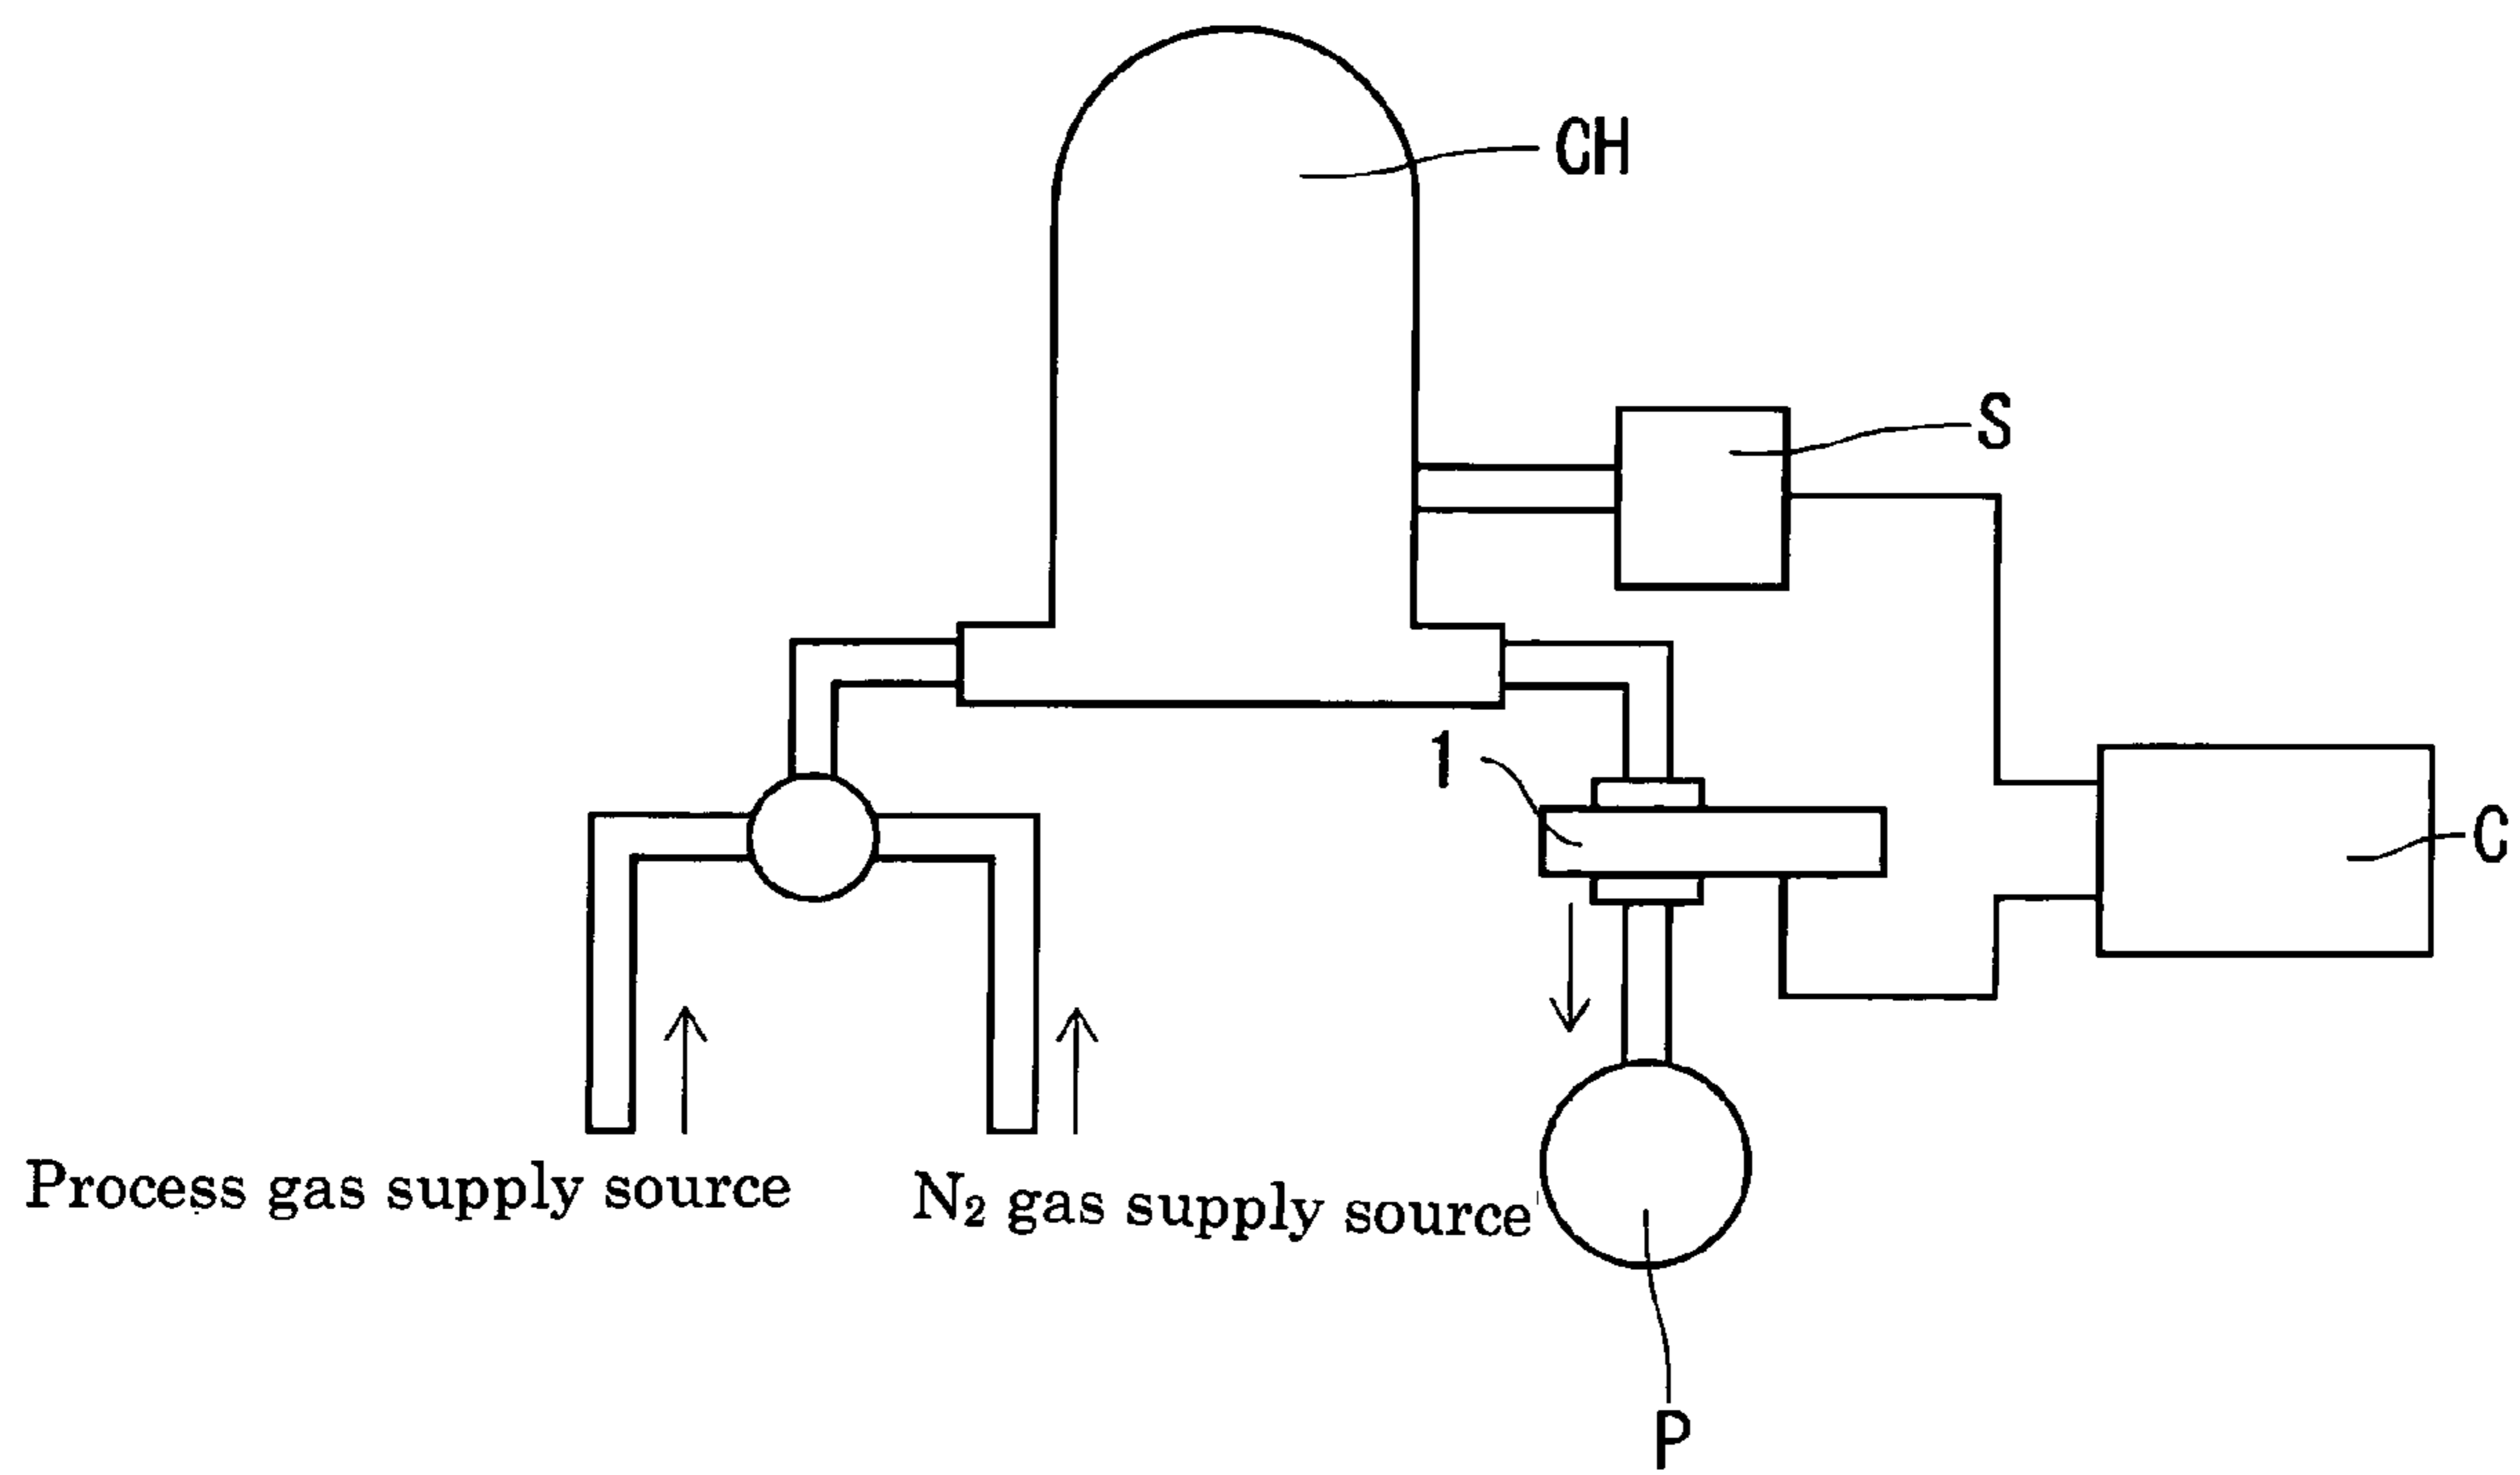 CH
S
1
C
Process gas supply source
N₂ gas supply source
P